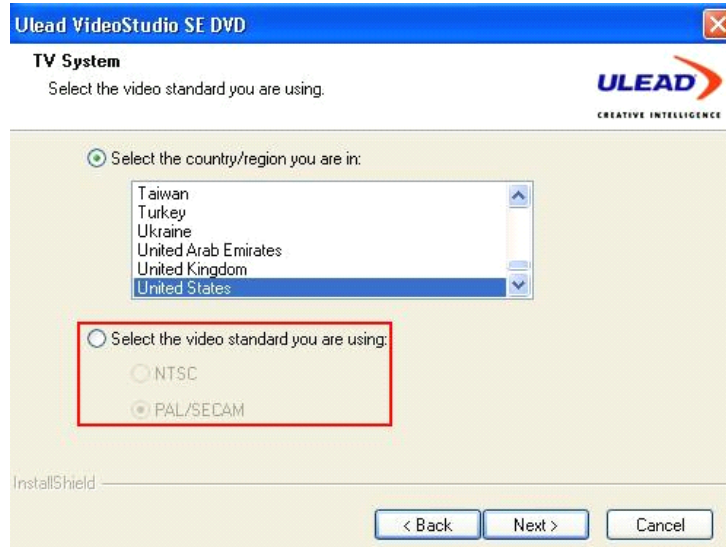 Ulead VideoStudio SE DVD
TV System
Select the video standard you are using.
ULEAD
CREATIVE INTELLIGENCE
Select the country/region you are in:
Taiwan
Turkey
Ukraine
United Arab Emirates
United Kingdom
United States
Select the video standard you are using:
NTSC
PAL/SECAM
InstallShield
< Back
Next >
Cancel